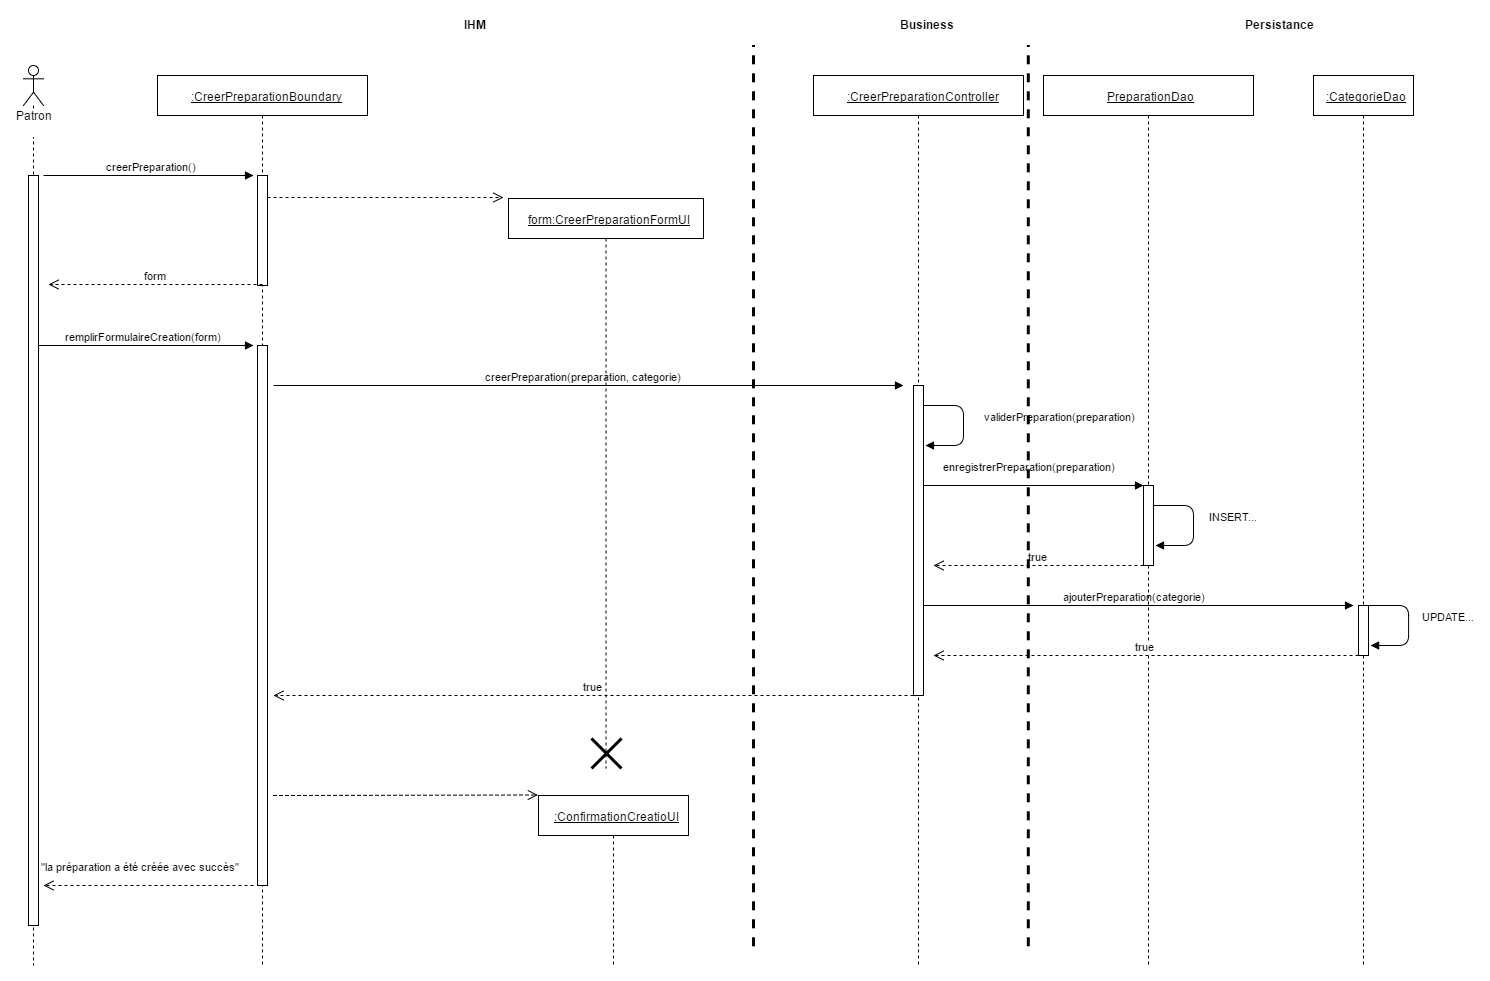 IHM
Business
Persistance
Patron
:CreerPreparationBoundary
:CreerPreparationController
PreparationDao
:CategorieDao
creerPreparation()
form:CreerPreparationFormUI
form
remplirFormulaireCreation(form)
creerPreparation(preparation, categorie)
validerPreparation(preparation)
enregistrerPreparation(preparation)
INSERT...
true
ajouterPreparation(categorie)
UPDATE...
true
true
:ConfirmationCreatioUI
"la préparation a été créée avec succès"